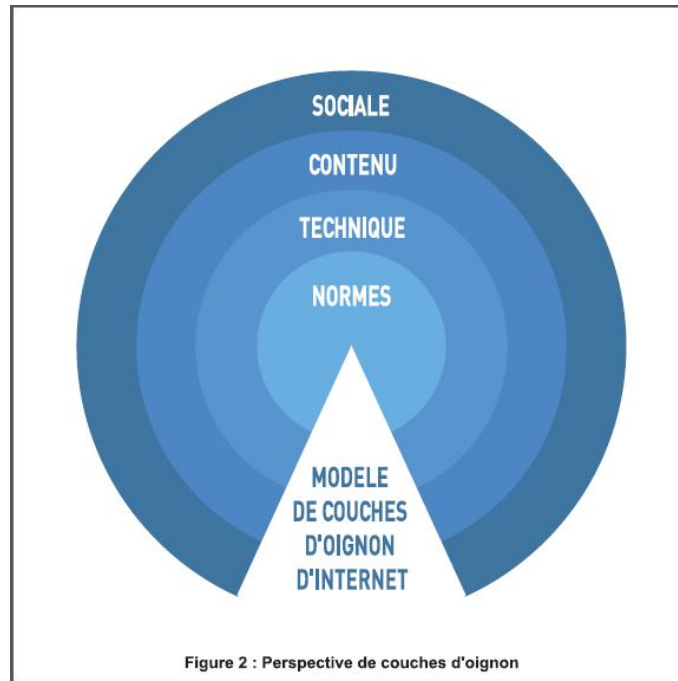 SOCIALE
CONTENU
TECHNIQUE
NORMES
MODELE
DE COUCHES
D'OIGNON
D'INTERNET
Figure 2 : Perspective de couches d'oignon